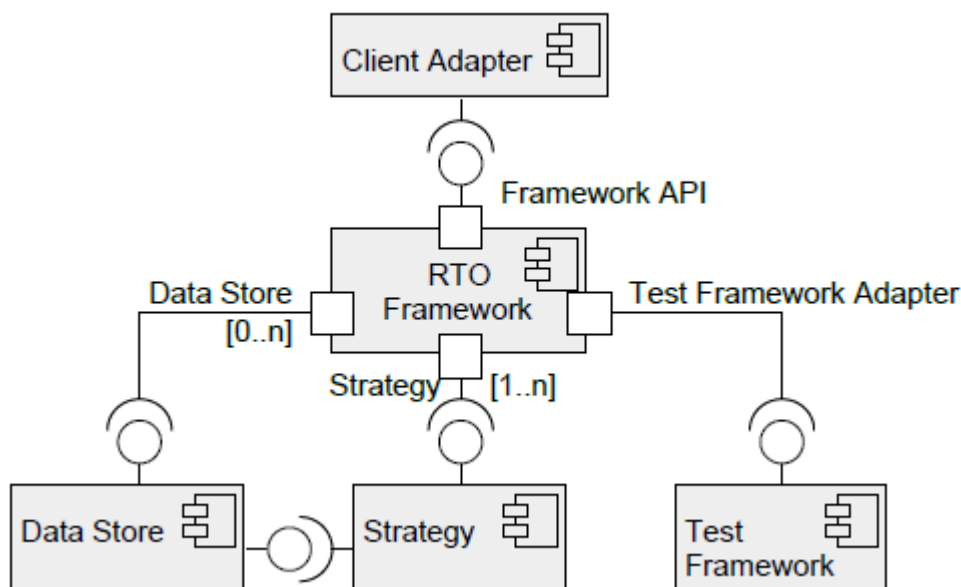 Client Adapter
Framework API
RTO
Framework
Data Store
[0..n]
Test Framework Adapter
Strategy
[1..n]
Data Store
Strategy
Test
Framework